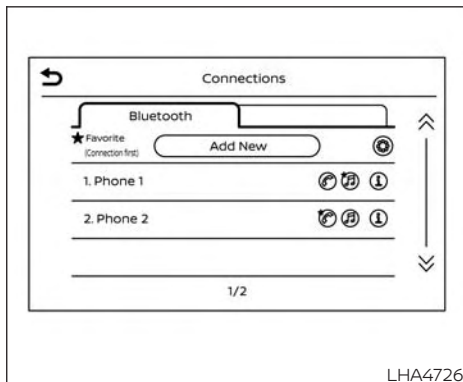 Connections
Bluetooth
★Favorite
(Connection first)
Add New
1. Phone 1
2. Phone 2
1/2
LHA4726